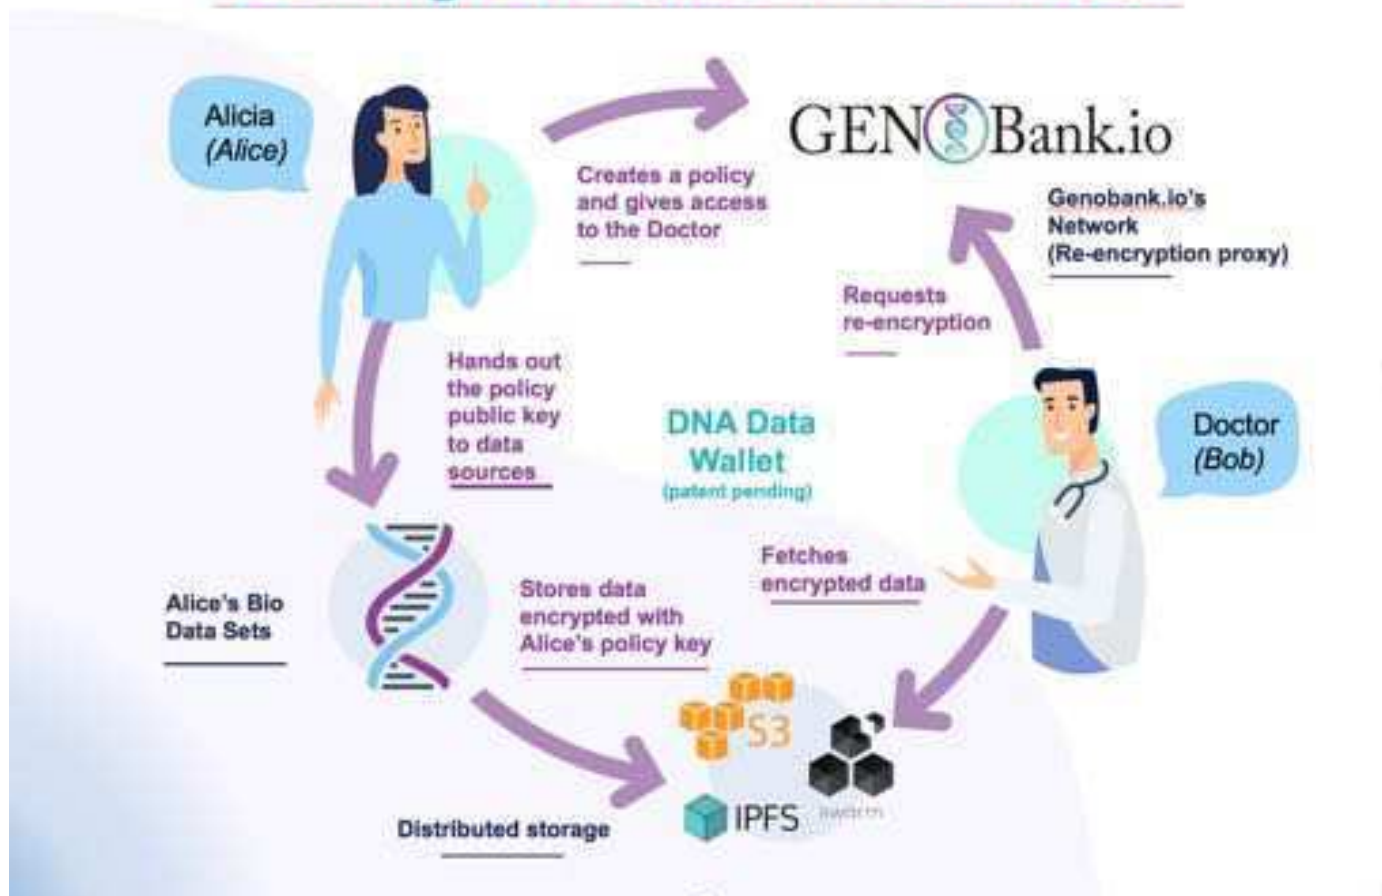 Alicia
(Alice)
GENOBank.io
Creates a policy
and gives access
to the Doctor
Genobank.io's
Network
(Re-encryption proxy)
Requests
re-encryption
Hands out
the policy
public key
to data
sources
DNA Data
Wallet
(patent pending)
Doctor
(Bob)
Fetches
encrypted data
Alice's Bio
Data Sets
Stores data
encrypted with
Alice's policy key
S3
IPFS
swarm
Distributed storage